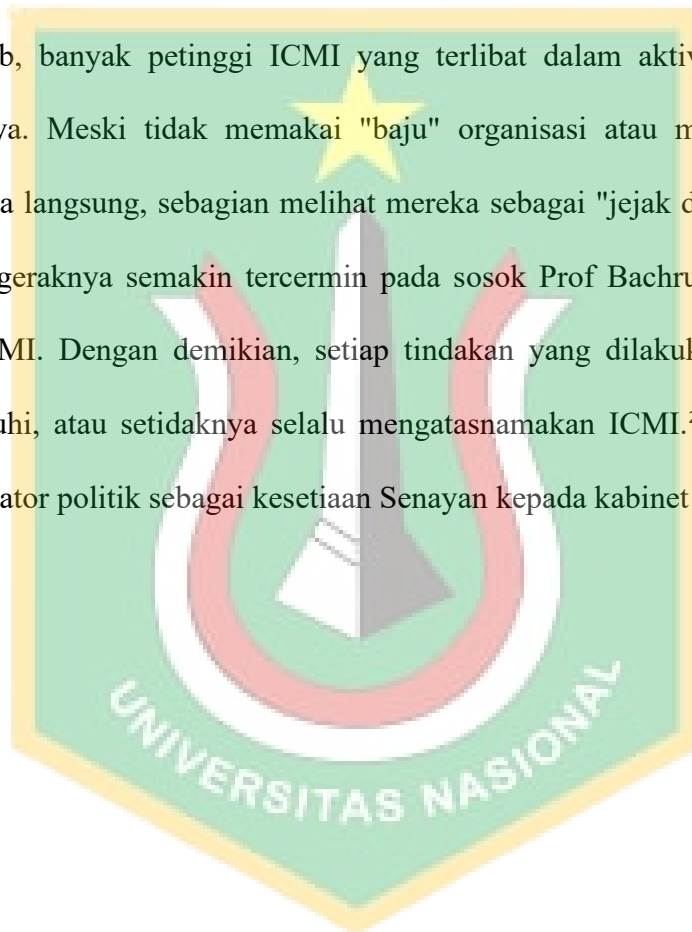 b, banyak petinggi ICMI yang terlibat dalam aktiv
ya. Meski tidak memakai "baju" organisasi atau m
a langsung, sebagian melihat mereka sebagai "jejak d
geraknya semakin tercermin pada sosok Prof Bachru
MI. Dengan demikian, setiap tindakan yang dilakuk
uhi, atau setidaknya selalu mengatasnamakan ICMI.²
ator politik sebagai kesetiaan Senayan kepada kabinet
UNIVERSITAS NASIONAL